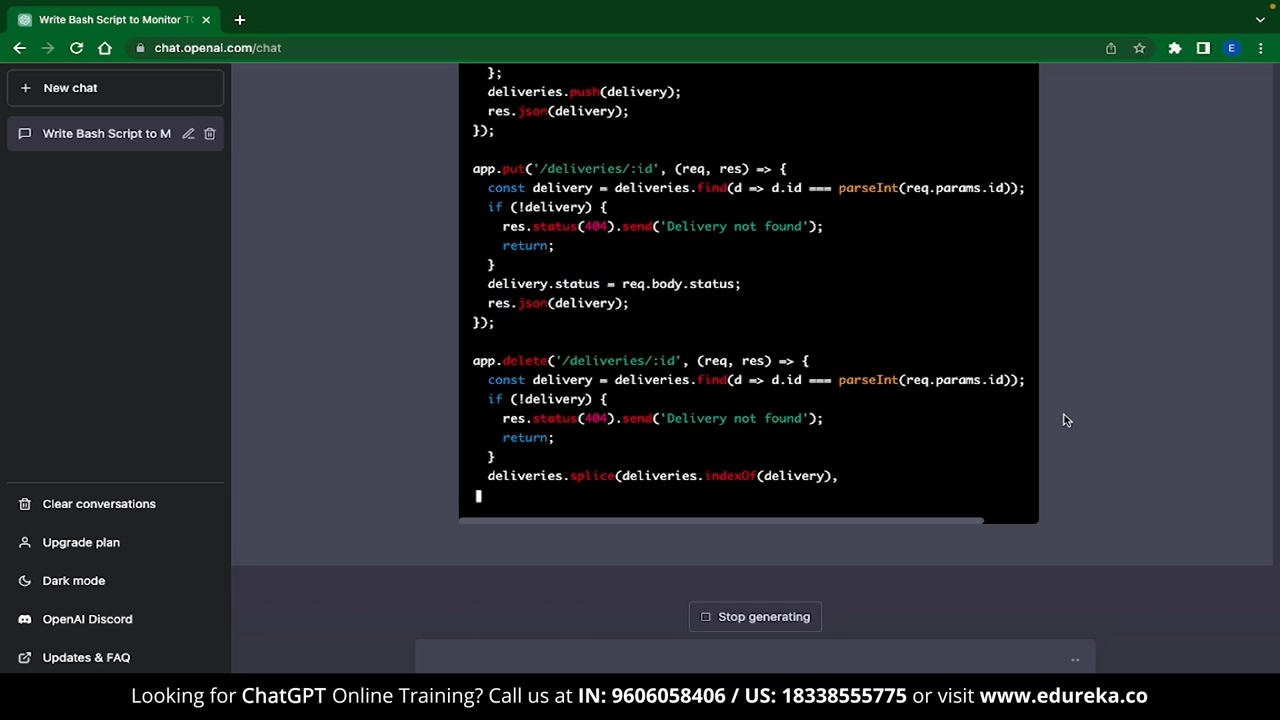 Write Bash Script to Monitor TC
chat.openai.com/chat
E
New chat
Write Bash Script to M
Clear conversations
Upgrade plan
Dark mode
OpenAI Discord
Updates & FAQ
};
deliveries.push(delivery);
res.json(delivery);
});
app.put('/deliveries/:id', (req, res) => {
const delivery = deliveries.find(d => d.id === parseInt(req.params.id));
if (!delivery) {
res.status(404).send('Delivery not found');
return;
}
delivery.status = req.body.status;
res.json(delivery);
});
app.delete('/deliveries/:id', (req, res) => {
const delivery = deliveries.find(d => d.id === parseInt(req.params.id));
if (!delivery) {
res.status(404).send('Delivery not found');
return;
}
deliveries.splice(deliveries.indexOf(delivery),
Stop generating
Looking for ChatGPT Online Training? Call us at IN: 9606058406 / US: 18338555775 or visit www.edureka.co